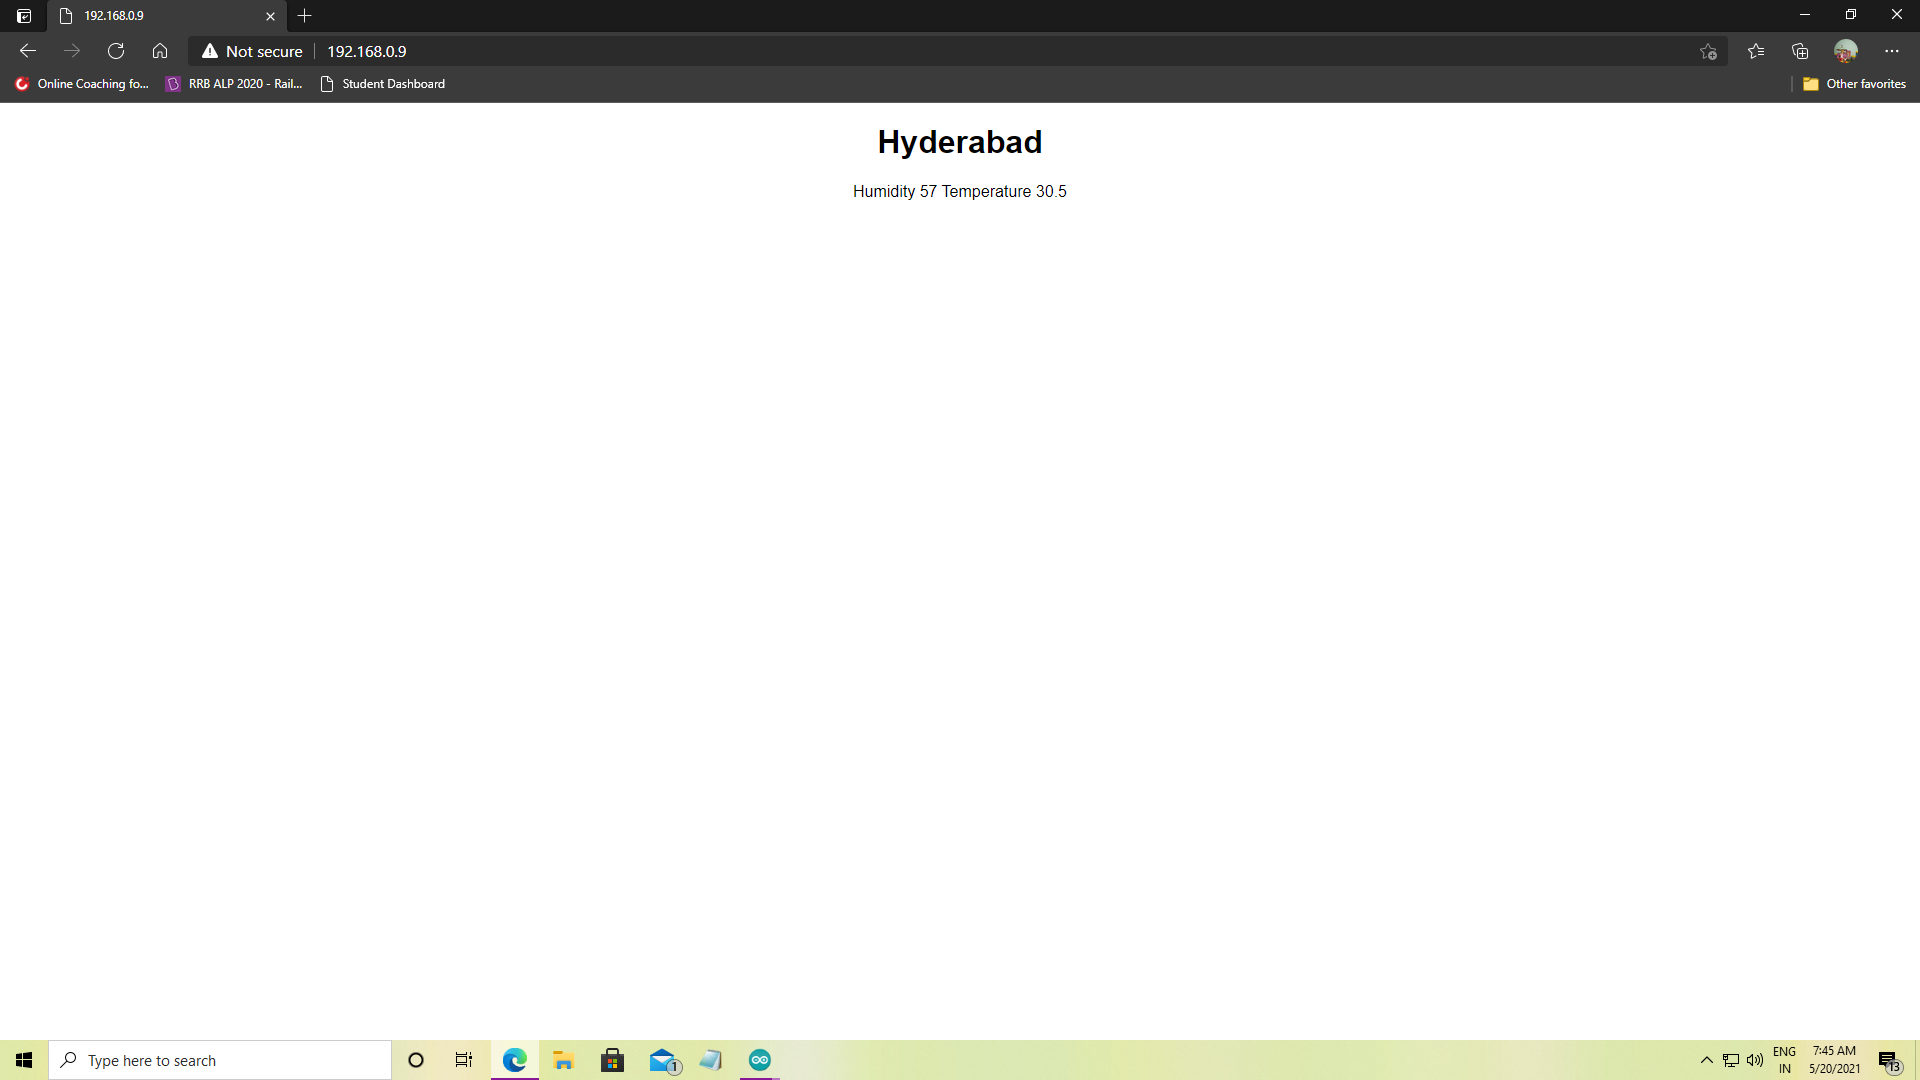 192.168.0.9
Not secure 192.168.0.9
Online Coaching fo... RRB ALP 2020 - Rail... Student Dashboard Other favorites
Hyderabad
Humidity 57 Temperature 30.5
Type here to search
1
ENG
IN
7:45 AM
5/20/2021
13